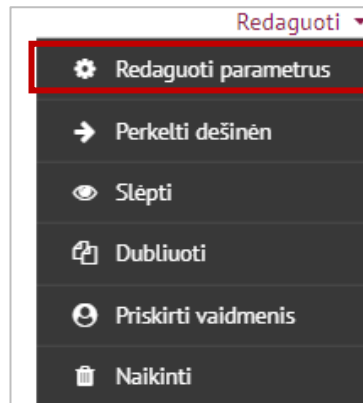 Redaguoti
Redaguoti parametrus
Perkelti dešinėn
Slėpti
Dubliuoti
Priskirti vaidmenis
Naikinti